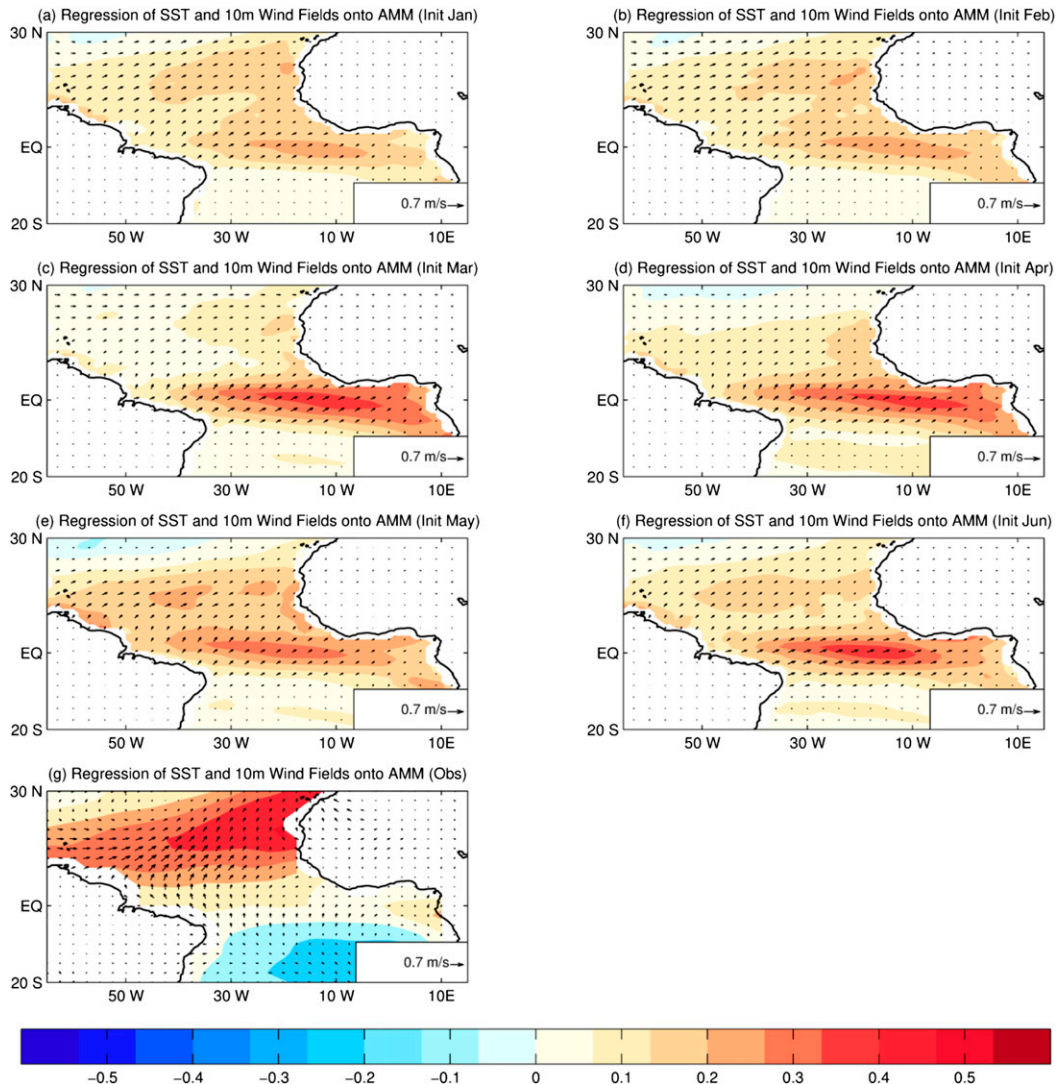 (a) Regression of SST and 10m Wind Fields onto AMM (Init Jan)
30 N
EQ
20 S
50 W 30 W 10 W 10E
0.7 m/s
(b) Regression of SST and 10m Wind Fields onto AMM (Init Feb)
30 N
EQ
20 S
50 W 30 W 10 W 10E
0.7 m/s
(c) Regression of SST and 10m Wind Fields onto AMM (Init Mar)
30 N
EQ
20 S
50 W 30 W 10 W 10E
0.7 m/s
(d) Regression of SST and 10m Wind Fields onto AMM (Init Apr)
30 N
EQ
20 S
50 W 30 W 10 W 10E
0.7 m/s
(e) Regression of SST and 10m Wind Fields onto AMM (Init May)
30 N
EQ
20 S
50 W 30 W 10 W 10E
0.7 m/s
(f) Regression of SST and 10m Wind Fields onto AMM (Init Jun)
30 N
EQ
20 S
50 W 30 W 10 W 10E
0.7 m/s
(g) Regression of SST and 10m Wind Fields onto AMM (Obs)
30 N
EQ
20 S
50 W 30 W 10 W 10E
0.7 m/s
−0.5 −0.4 −0.3 −0.2 −0.1 0 0.1 0.2 0.3 0.4 0.5